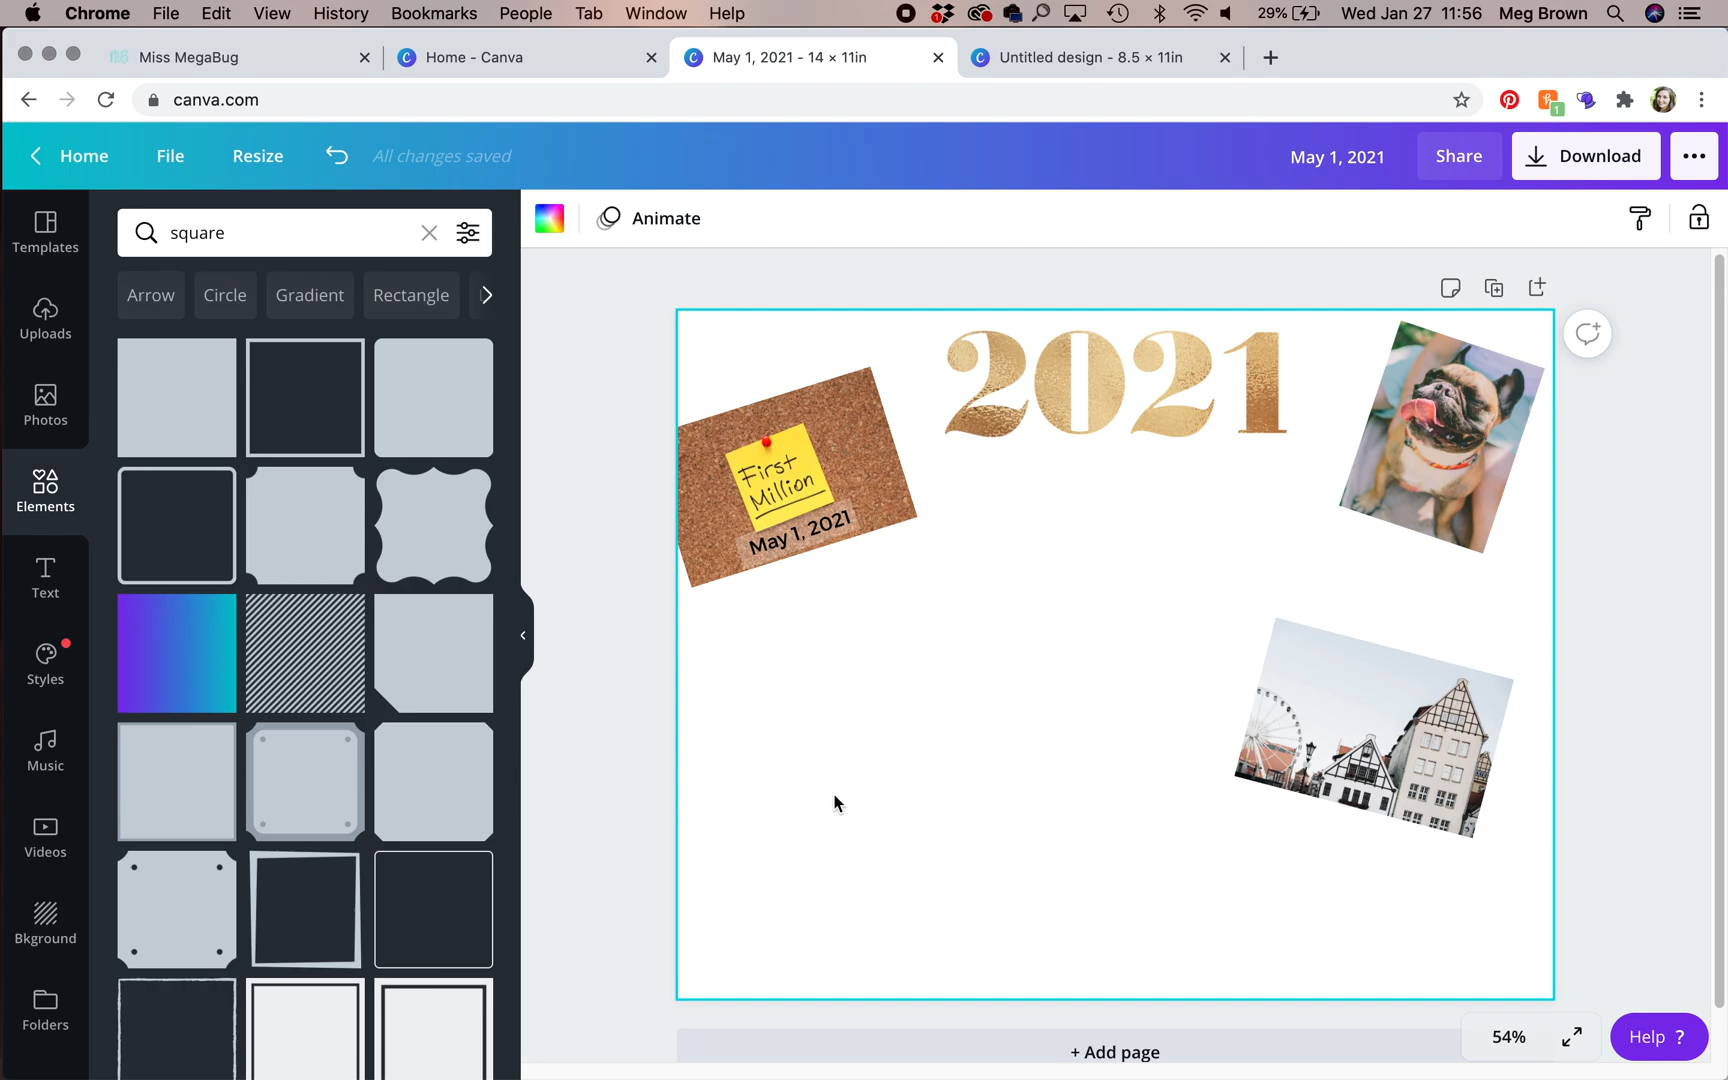 Chrome File Edit View History Bookmarks People Tab Window Help 1 29% Wed Jan 27 11:56 Meg Brown
Miss MegaBug Home - Canva May 1, 2021 - 14 × 11in Untitled design - 8.5 × 11in
canva.com 1
Home File Resize All changes saved May 1, 2021 Share Download
Templates
Uploads
Photos
Elements
Text
Styles
Music
Videos
Bkground
Folders
square
Arrow Circle Gradient Rectangle
Animate
2021
First
Million
May 1, 2021
+ Add page
54%
Help ?